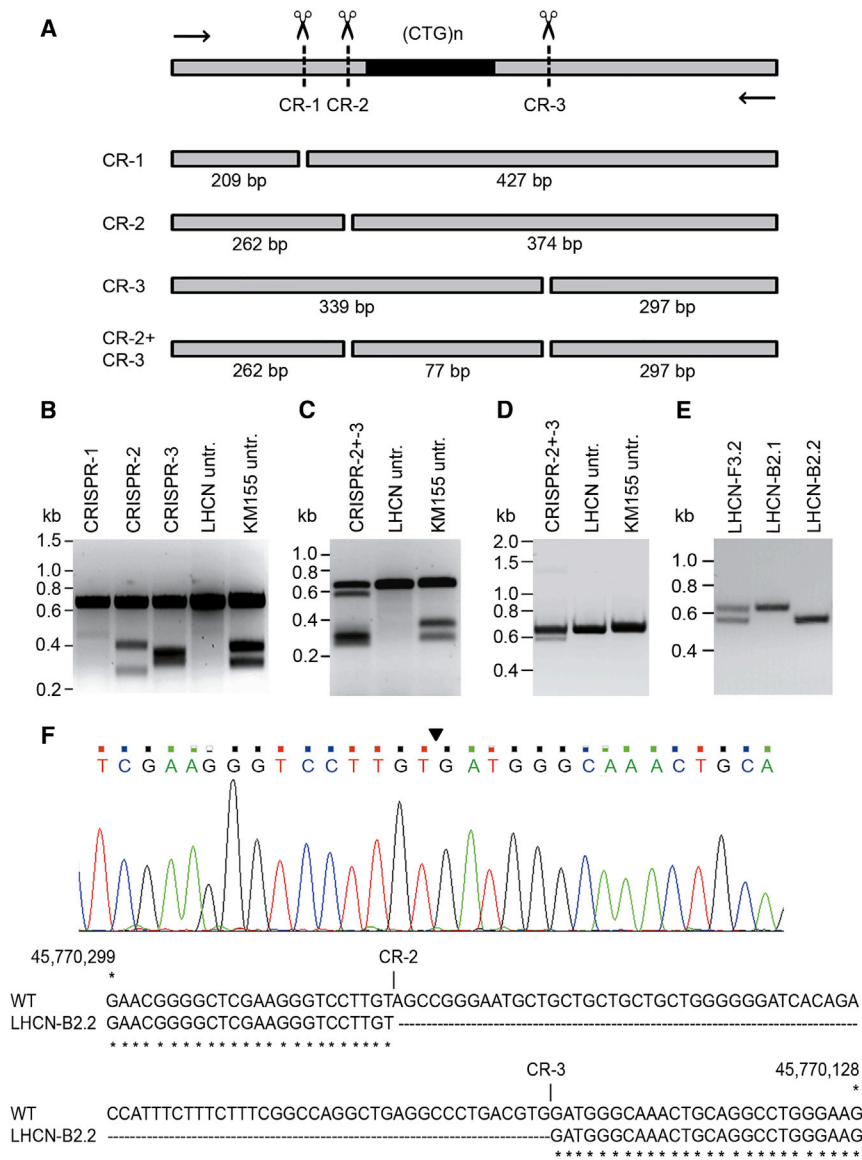 A
(CTG)n
CR-1 CR-2 CR-3
CR-1
209 bp 427 bp
CR-2
262 bp 374 bp
CR-3
339 bp 297 bp
CR-2+
CR-3
262 bp 77 bp 297 bp
B
CRISPR-1 CRISPR-2 CRISPR-3 LHCN untr. KM155 untr.
kb
1.5
1.0
0.8
0.6
0.4
0.2
C
CRISPR-2+-3 LHCN untr. KM155 untr.
kb
1.0
0.8
0.6
0.4
0.2
D
CRISPR-2+-3 LHCN untr. KM155 untr.
kb
2.0
1.5
1.0
0.8
0.6
0.4
E
LHCN-F3.2 LHCN-B2.1 LHCN-B2.2
kb
1.0
0.6
0.4
F
T C G A A G G G T C C T T G T G A T G G G C A A A C T G C A
45,770,299 CR-2
*
WT GAACGGGGCTCGAAGGGTCCTTGTAGCCGGGAATGCTGCTGCTGCTGCTGGGGGGATCACAGA
LHCN-B2.2 GAACGGGGCTCGAAGGGTCCTTGT---------------------------------------
************************
CR-3 45,770,128
*
WT CCATTTCTTTCTTTCGGCCAGGCTGAGGCCCTGACGTGGATGGGCAAACTGCAGGCCTGGGAAG
LHCN-B2.2 --------------------------------------GATGGGCAAACTGCAGGCCTGGGAAG
**************************